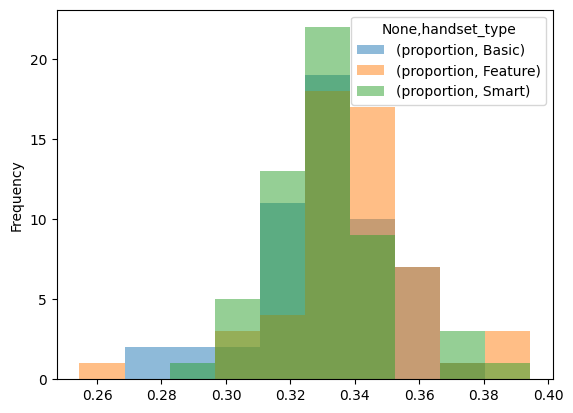 None,handset_type
(proportion, Basic)
(proportion, Feature)
(proportion, Smart)
Frequency
20
15
10
5
0
0.26 0.28 0.30 0.32 0.34 0.36 0.38 0.40